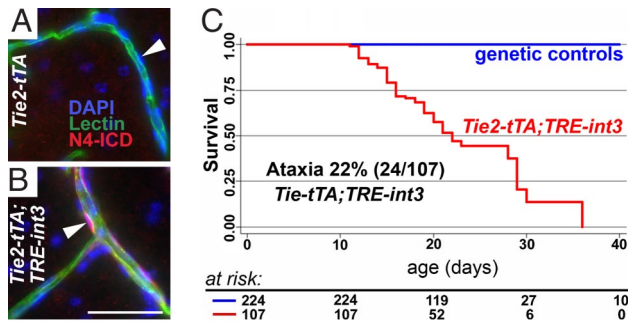 A
Tie2-tTA
DAPI
Lectin
N4-ICD
B
Tie2-tTA;
TRE-int3
C
Survival
1.00
0.75
0.50
0.25
0.00
genetic controls
Tie2-tTA;TRE-int3
Ataxia 22% (24/107)
Tie-tTA;TRE-int3
0 10 20 30 40
age (days)
at risk:
224 224 119 27 10
107 107 52 6 0